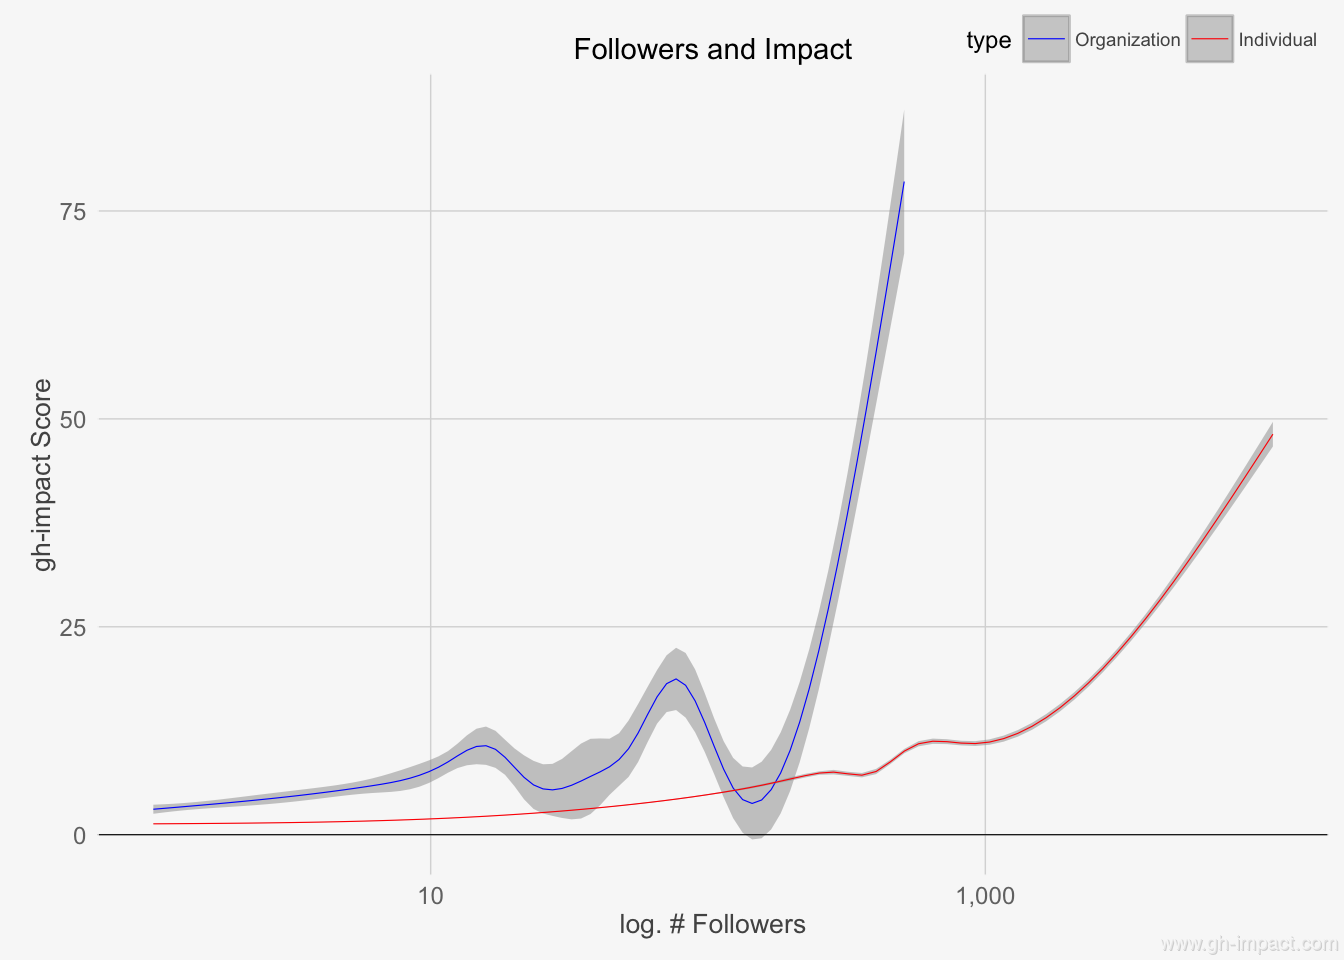 Followers and Impact
type Organization Individual
75
50
25
0
gh-impact Score
10 1,000
log. # Followers
www.gh-impact.com